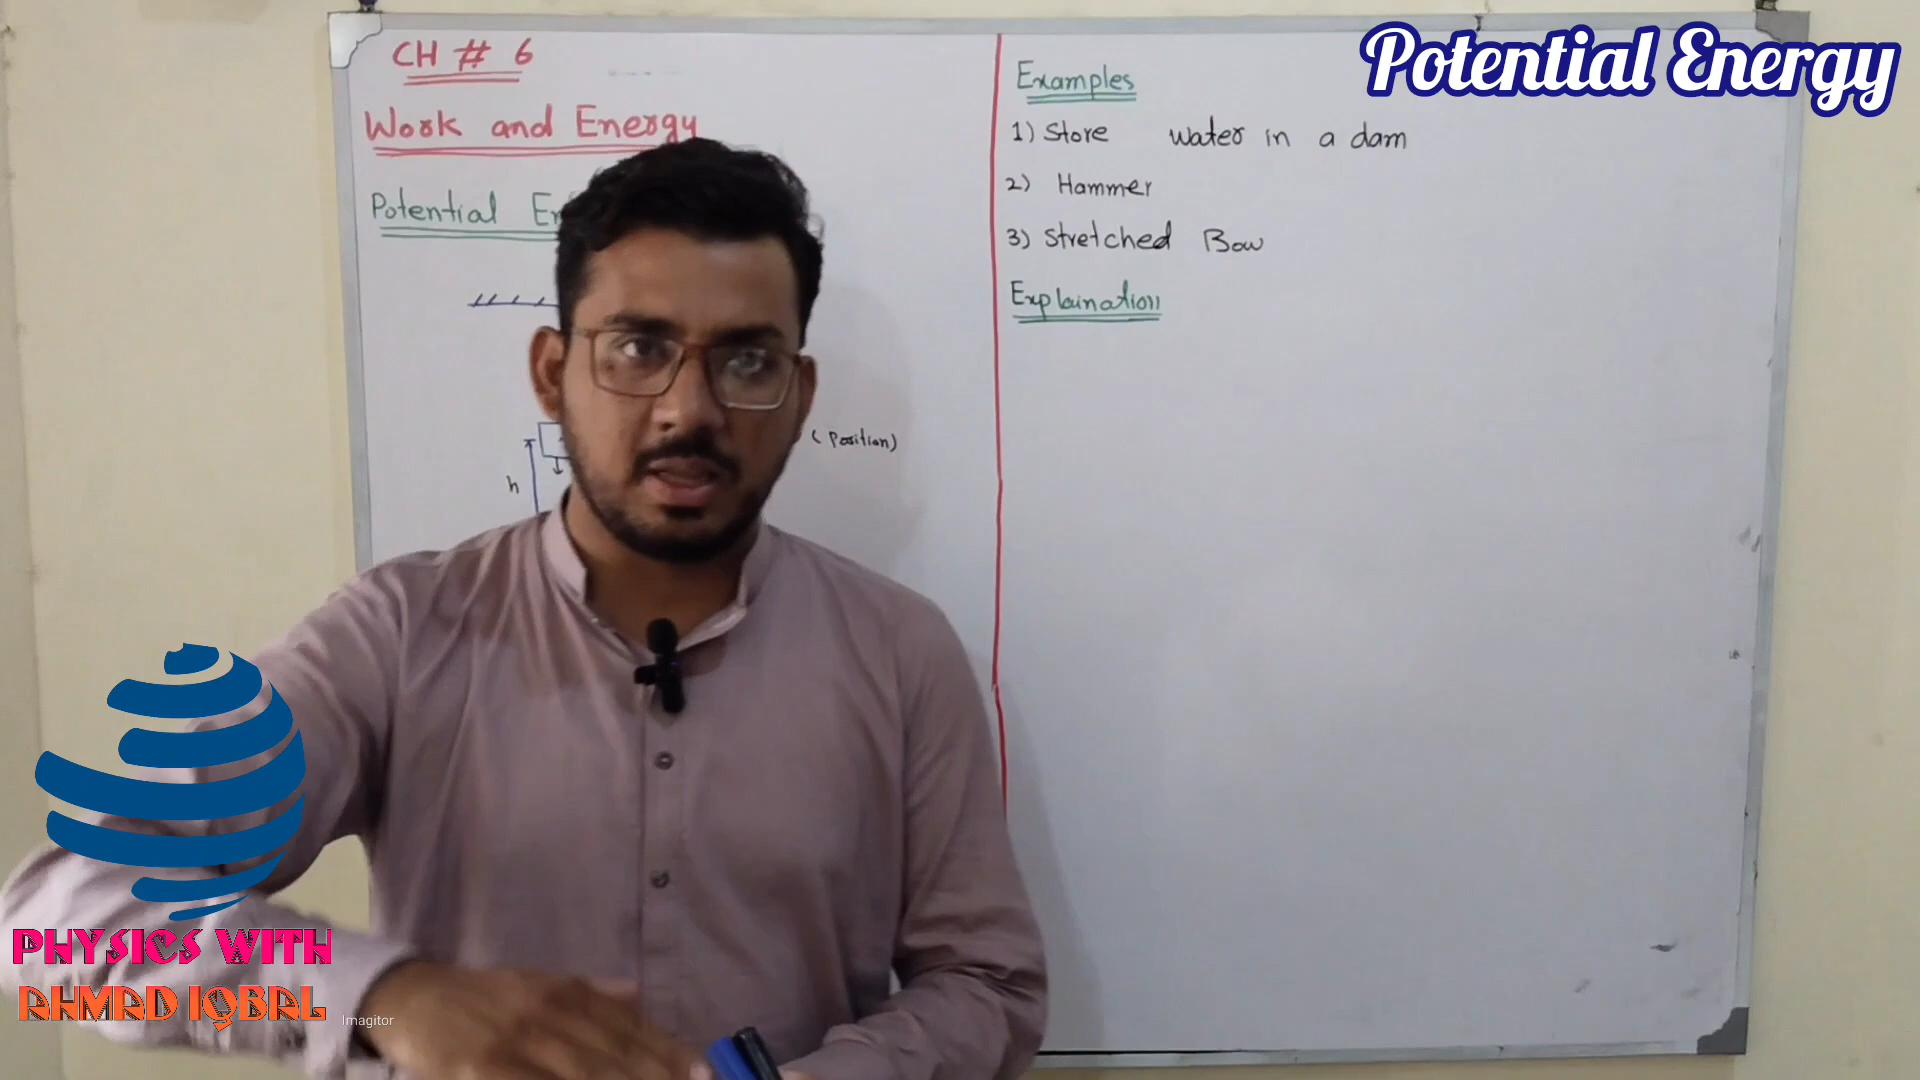 CH # 6
Work and Energy
Potential
h
(Position)
Examples
1) Store water in a dam
2) Hammer
3) Stretched Bow
Explaination
Potential Energy
PHYSICS WITH
AHMAD IQBAL
Imagitor